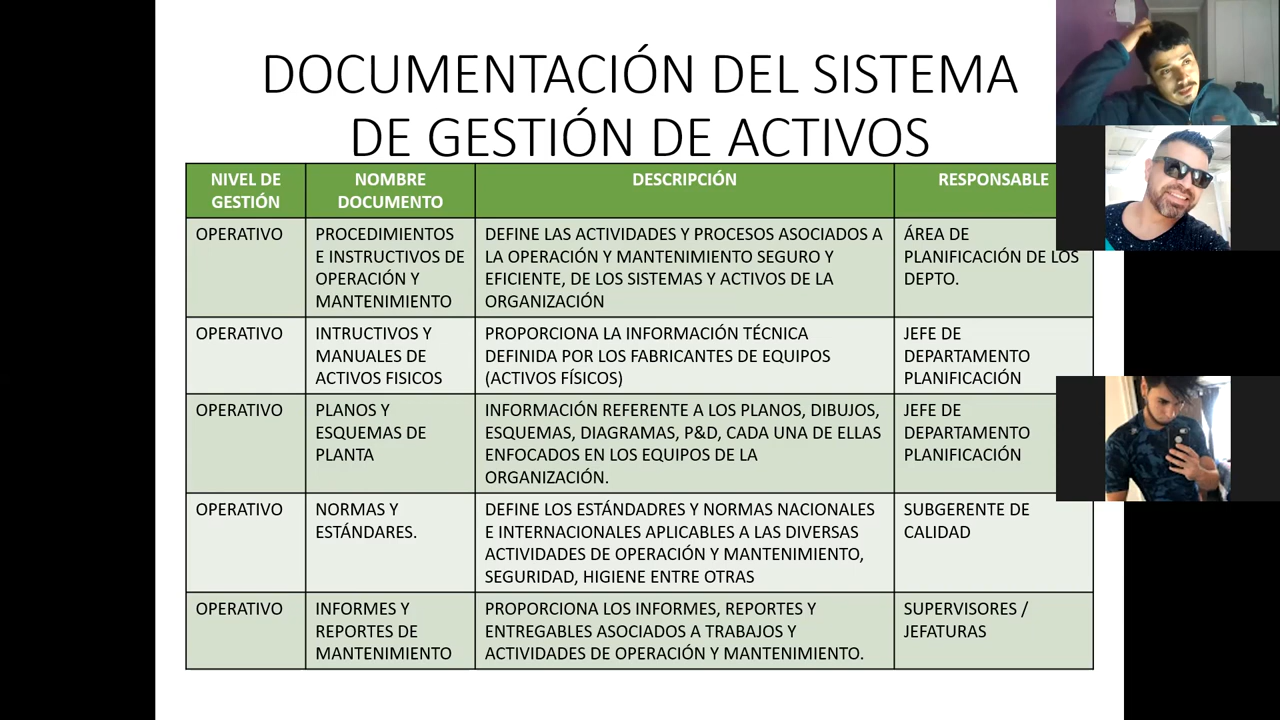 DOCUMENTACIÓN DEL SISTEMA
DE GESTIÓN DE ACTIVOS
NIVEL DE
GESTIÓN
NOMBRE
DOCUMENTO
DESCRIPCIÓN
RESPONSABLE
OPERATIVO
PROCEDIMIENTOS
E INSTRUCTIVOS DE
OPERACIÓN Y
MANTENIMIENTO
DEFINE LAS ACTIVIDADES Y PROCESOS ASOCIADOS A
LA OPERACIÓN Y MANTENIMIENTO SEGURO Y
EFICIENTE, DE LOS SISTEMAS Y ACTIVOS DE LA
ORGANIZACIÓN
ÁREA DE
PLANIFICACIÓN DE LOS
DEPTO.
OPERATIVO
INTRUCTIVOS Y
MANUALES DE
ACTIVOS FISICOS
PROPORCIONA LA INFORMACIÓN TÉCNICA
DEFINIDA POR LOS FABRICANTES DE EQUIPOS
(ACTIVOS FÍSICOS)
JEFE DE
DEPARTAMENTO
PLANIFICACIÓN
OPERATIVO
PLANOS Y
ESQUEMAS DE
PLANTA
INFORMACIÓN REFERENTE A LOS PLANOS, DIBUJOS,
ESQUEMAS, DIAGRAMAS, P&D, CADA UNA DE ELLAS
ENFOCADOS EN LOS EQUIPOS DE LA
ORGANIZACIÓN.
JEFE DE
DEPARTAMENTO
PLANIFICACIÓN
OPERATIVO
NORMAS Y
ESTÁNDARES.
DEFINE LOS ESTÁNDADRES Y NORMAS NACIONALES
E INTERNACIONALES APLICABLES A LAS DIVERSAS
ACTIVIDADES DE OPERACIÓN Y MANTENIMIENTO,
SEGURIDAD, HIGIENE ENTRE OTRAS
SUBGERENTE DE
CALIDAD
OPERATIVO
INFORMES Y
REPORTES DE
MANTENIMIENTO
PROPORCIONA LOS INFORMES, REPORTES Y
ENTREGABLES ASOCIADOS A TRABAJOS Y
ACTIVIDADES DE OPERACIÓN Y MANTENIMIENTO.
SUPERVISORES /
JEFATURAS